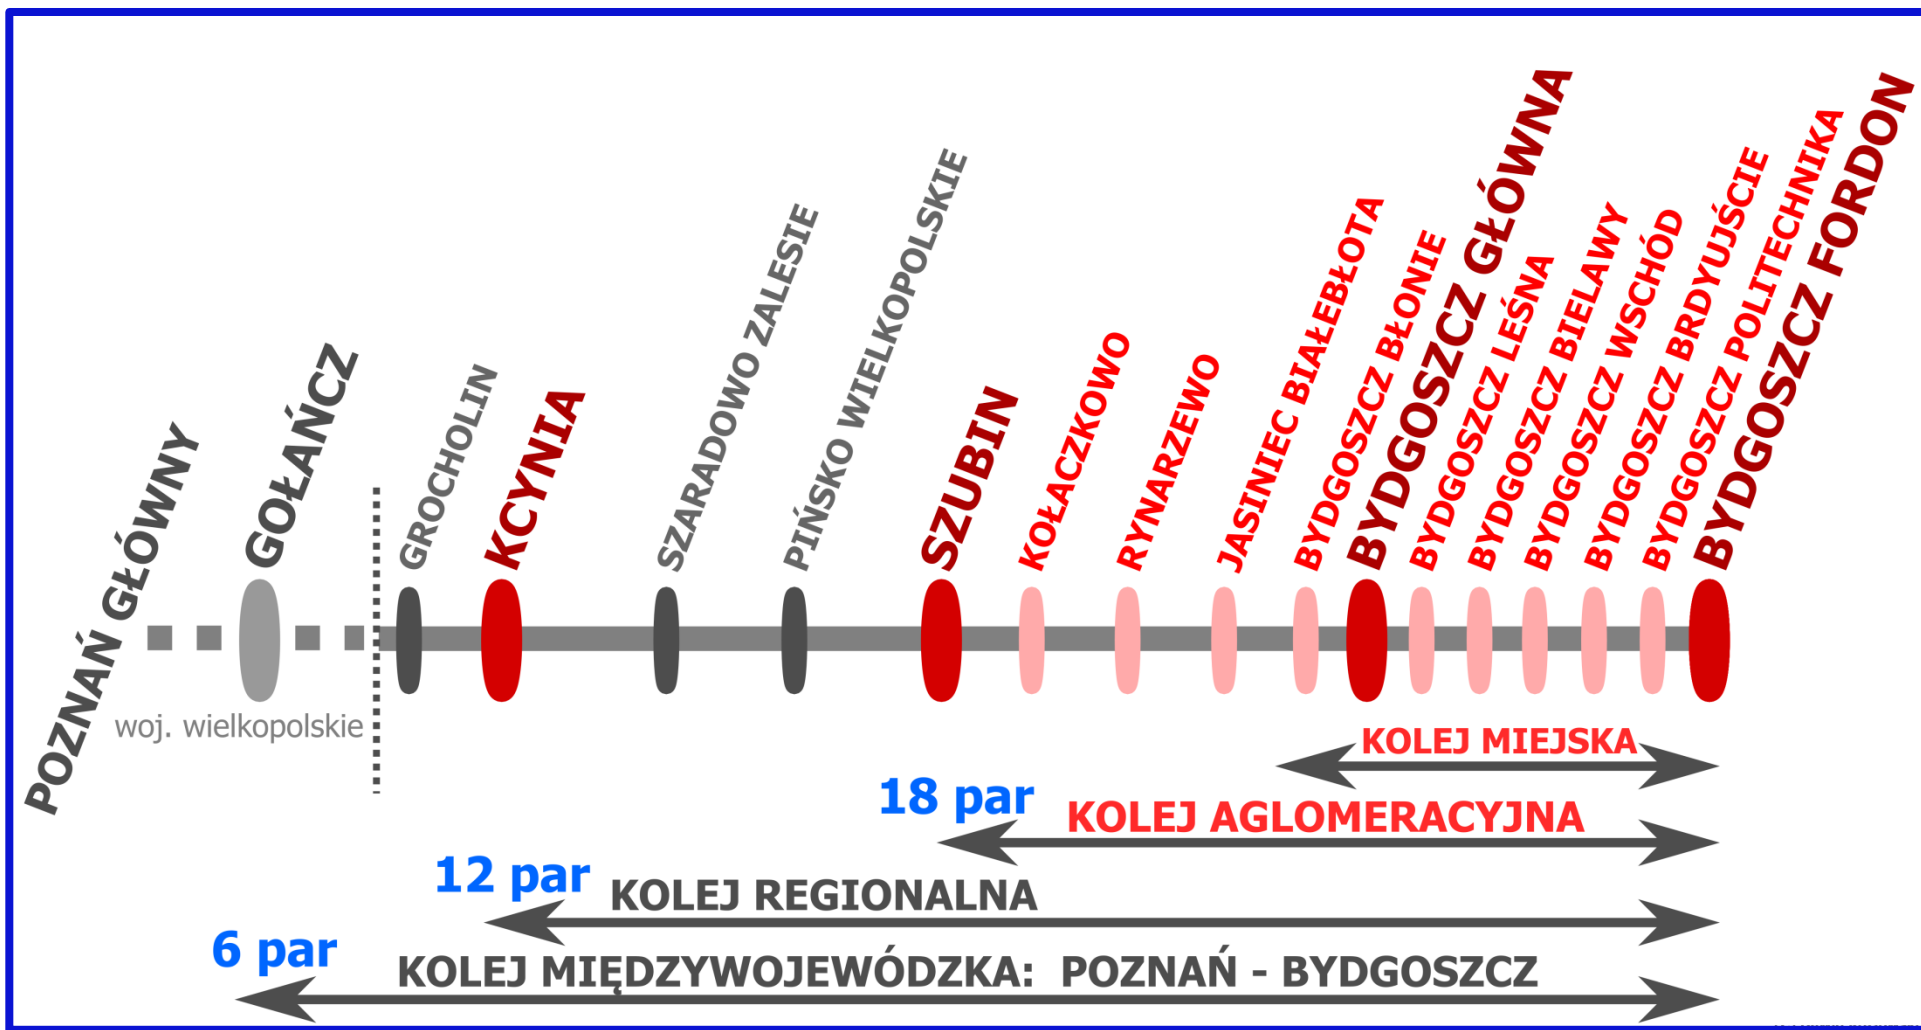 POZNAŃ GŁÓWNY
GOŁAŃCZ
GROCHOLIN
KCYNIA
SZARADOWO ZALESIE
PIŃSKO WIELKOPOLSKIE
SZUBIN
KOŁACZKOWO
RYNARZEWO
JASINIEC BIAŁEBŁOTA
BYDGOSZCZ BŁONIE
BYDGOSZCZ GŁÓWNA
BYDGOSZCZ LEŚNA
BYDGOSZCZ BIELAWY
BYDGOSZCZ WSCHÓD
BYDGOSZCZ BRDYUJŚCIE
BYDGOSZCZ POLITECHNIKA
BYDGOSZCZ FORDON
woj. wielkopolskie
KOLEJ MIEJSKA
18 par
KOLEJ AGLOMERACYJNA
12 par
KOLEJ REGIONALNA
6 par
KOLEJ MIĘDZYWOJEWÓDZKA: POZNAŃ - BYDGOSZCZ